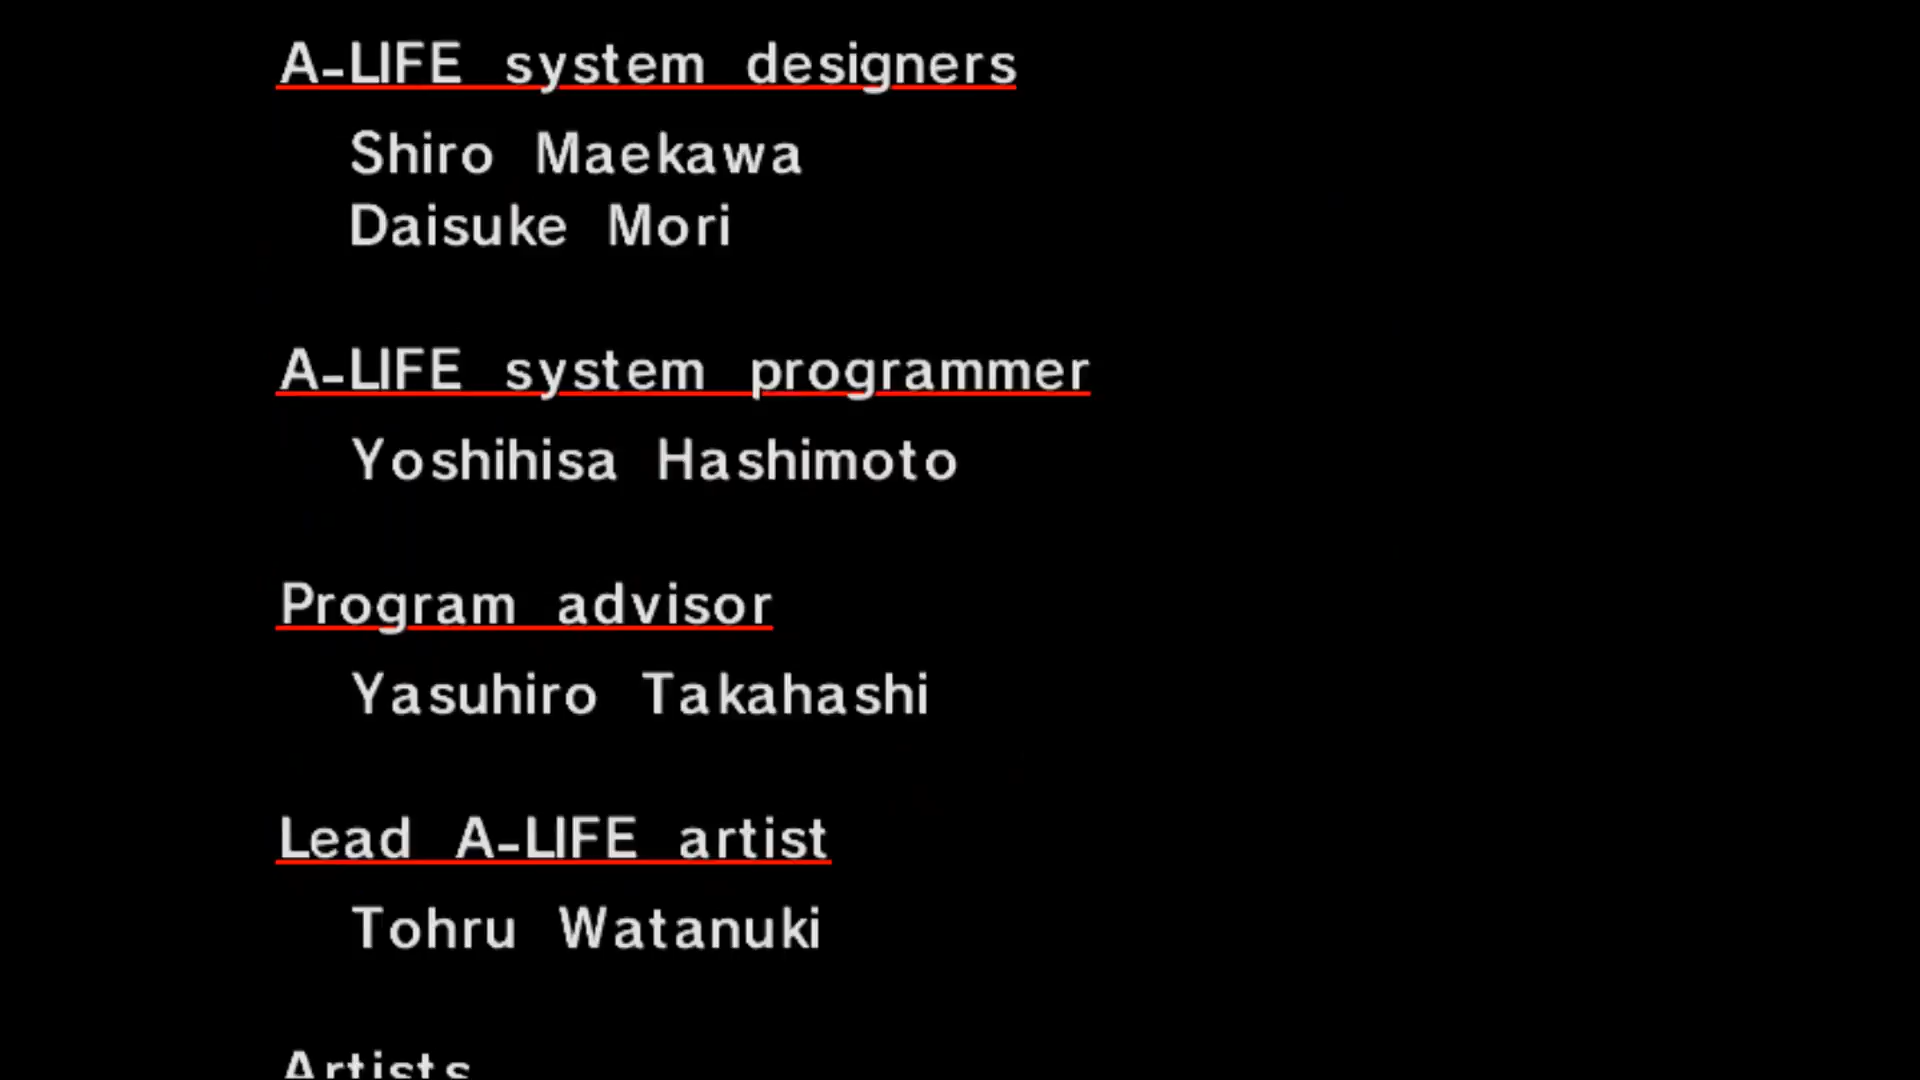 A-LIFE system designers
Shiro Maekawa
Daisuke Mori
A-LIFE system programmer
Yoshihisa Hashimoto
Program advisor
Yasuhiro Takahashi
Lead A-LIFE artist
Tohru Watanuki
Artists